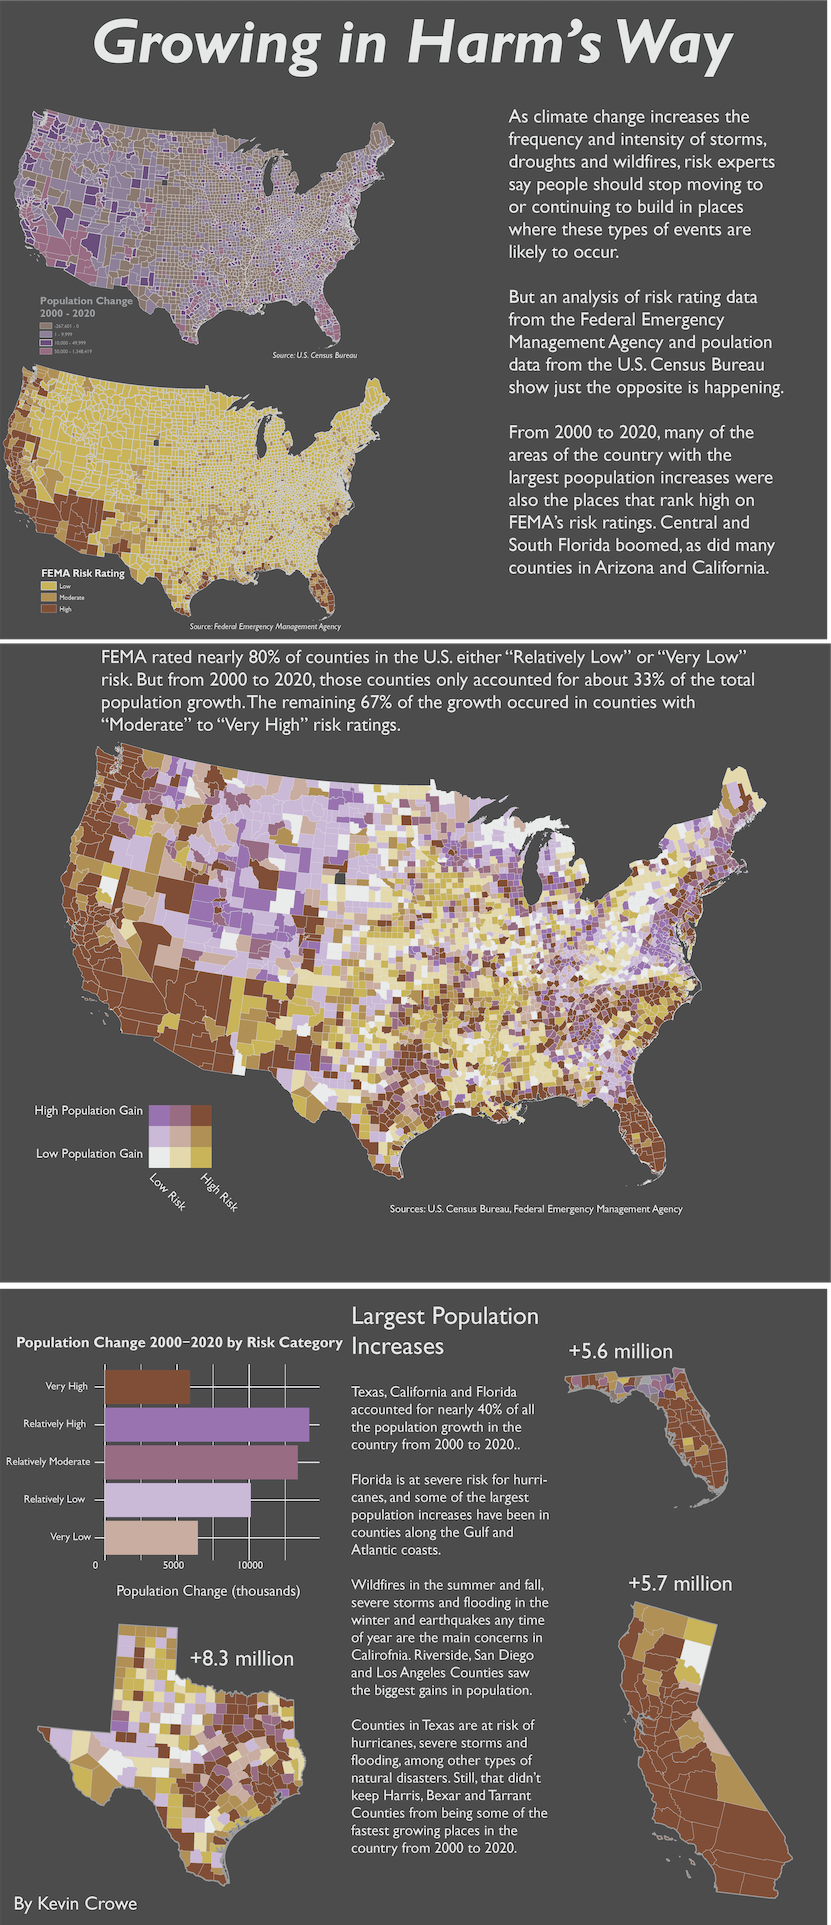 Growing in Harm's Way
As climate change increases the
frequency and intensity of storms,
droughts and wildfires, risk experts
say people should stop moving to
or continuing to build in places
where these types of events are
likely to occur.
But an analysis of risk rating data
from the Federal Emergency
Management Agency and poulation
data from the U.S. Census Bureau
show just the opposite is happening.
From 2000 to 2020, many of the
areas of the country with the
largest poopulation increases were
also the places that rank high on
FEMA's risk ratings. Central and
South Florida boomed, as did many
counties in Arizona and California.
Population Change
2000 - 2020
-267,681 - 0
1 - 9,999
10,000 - 49,999
50,000 - 1,348,419
Source: U.S. Census Bureau
FEMA Risk Rating
Low
Moderate
High
Source: Federal Emergency Management Agency
FEMA rated nearly 80% of counties in the U.S. either "Relatively Low" or "Very Low"
risk. But from 2000 to 2020, those counties only accounted for about 33% of the total
population growth. The remaining 67% of the growth occured in counties with
"Moderate" to "Very High" risk ratings.
High Population Gain
Low Population Gain
Low Risk
High Risk
Sources: U.S. Census Bureau, Federal Emergency Management Agency
Population Change 2000–2020 by Risk Category
Very High
Relatively High
Relatively Moderate
Relatively Low
Very Low
0 5000 10000
Population Change (thousands)
Largest Population
Increases
Texas, California and Florida
accounted for nearly 40% of all
the population growth in the
country from 2000 to 2020..
Florida is at severe risk for hurri-
canes, and some of the largest
population increases have been in
counties along the Gulf and
Atlantic coasts.
Wildfires in the summer and fall,
severe storms and flooding in the
winter and earthquakes any time
of year are the main concerns in
Calirofnia. Riverside, San Diego
and Los Angeles Counties saw
the biggest gains in population.
Counties in Texas are at risk of
hurricanes, severe storms and
flooding, among other types of
natural disasters. Still, that didn't
keep Harris, Bexar and Tarrant
Counties from being some of the
fastest growing places in the
country from 2000 to 2020.
+5.6 million
+5.7 million
+8.3 million
By Kevin Crowe